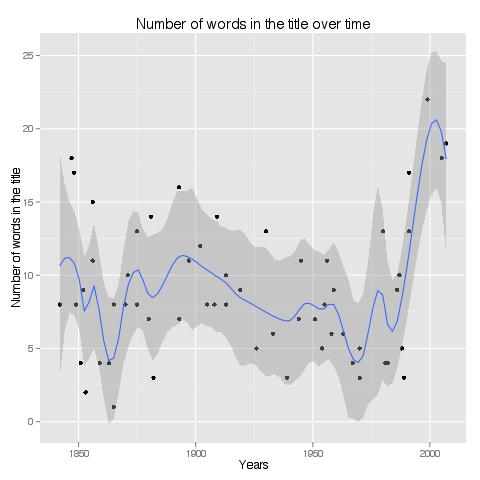 Number of words in the title over time
Number of words in the title
25
20
15
10
5
0
1850 1900 1950 2000
Years